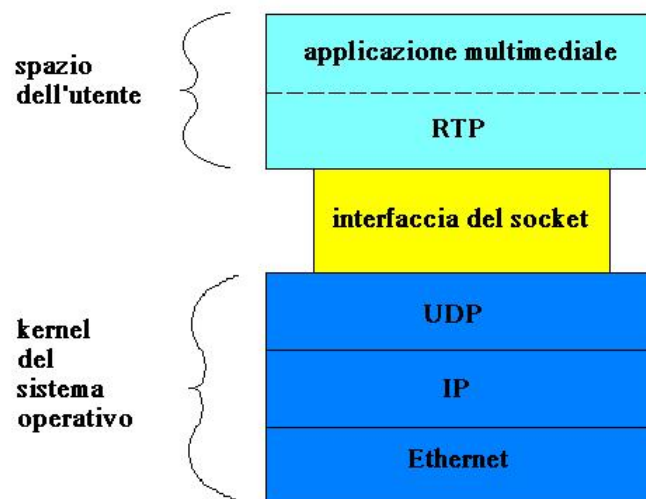 spazio
dell'utente
applicazione multimediale
RTP
interfaccia del socket
kernel
del
sistema
operativo
UDP
IP
Ethernet